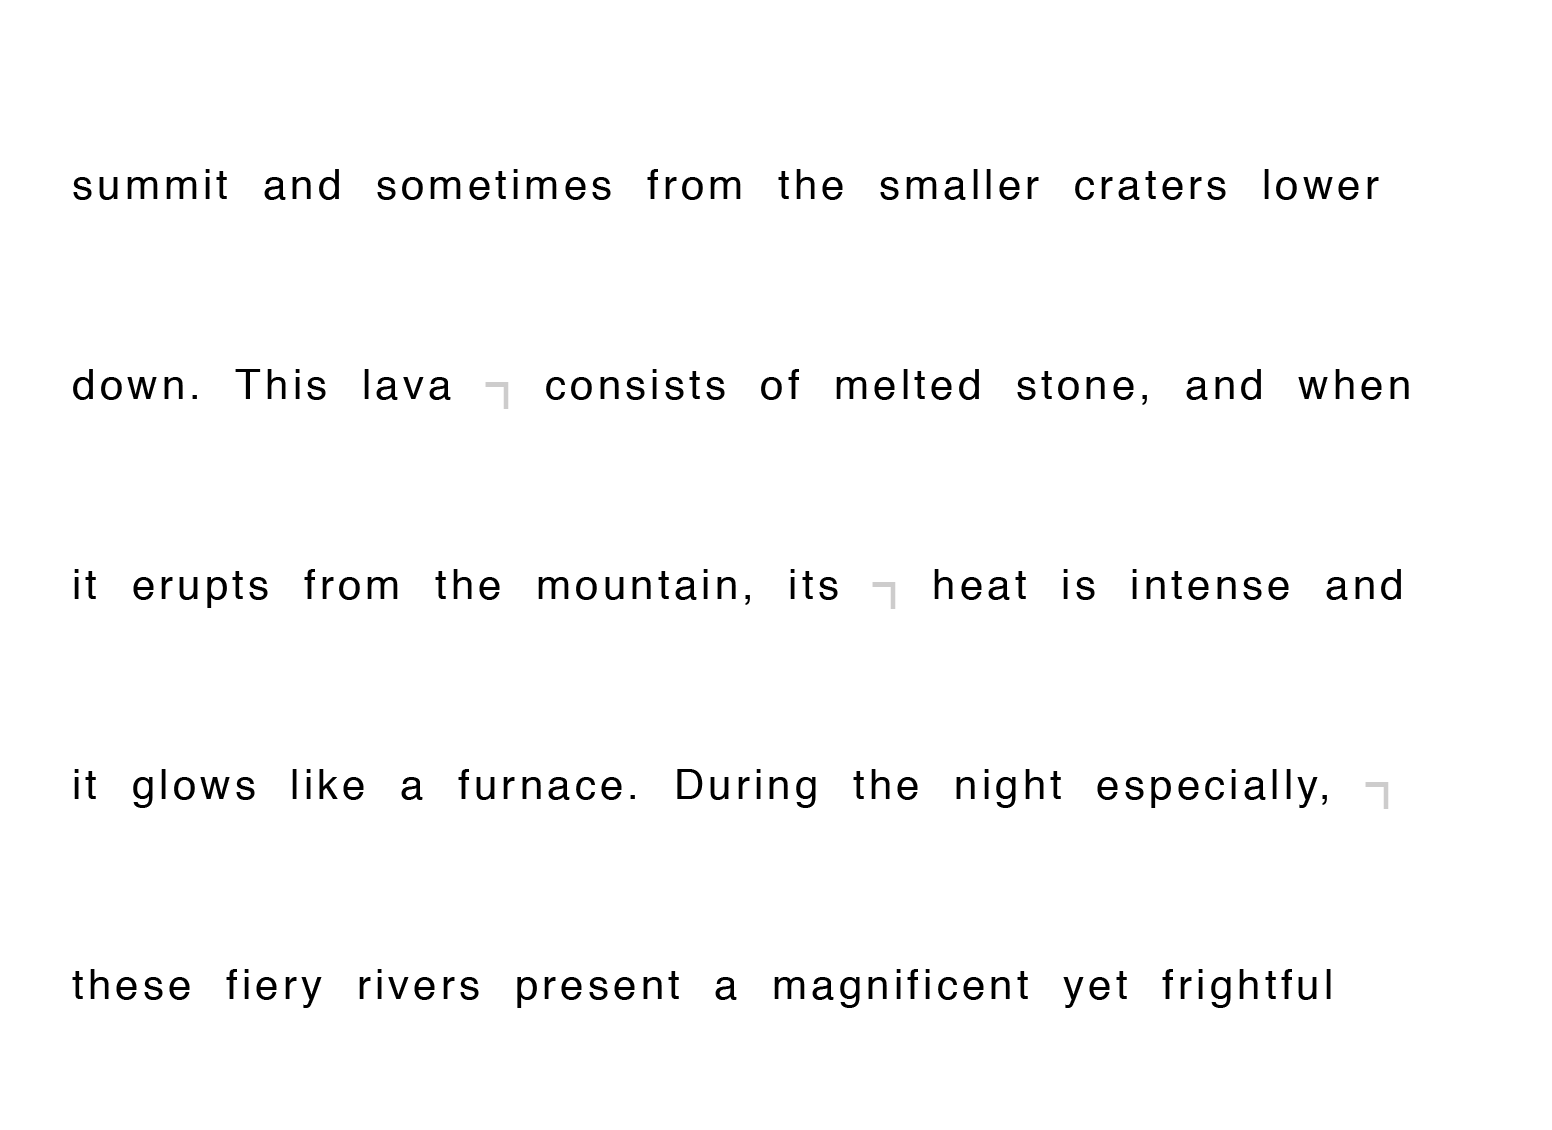 summit and sometimes from the smaller craters lower
down. This lava ¬ consists of melted stone, and when
it erupts from the mountain, its ¬ heat is intense and
it glows like a furnace. During the night especially, ¬
these fiery rivers present a magnificent yet frightful